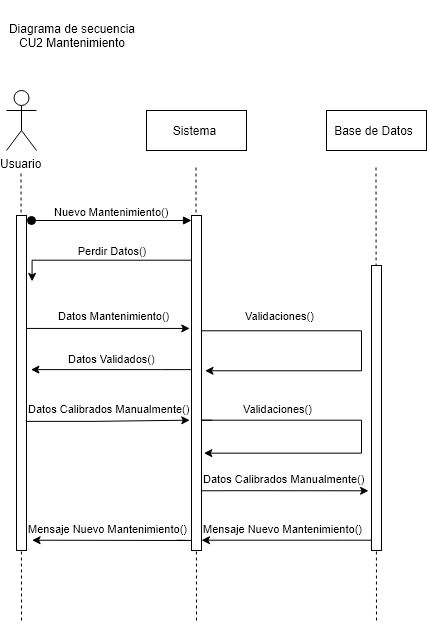 Diagrama de secuencia
CU2 Mantenimiento
Usuario
Sistema
Base de Datos
Nuevo Mantenimiento()
Perdir Datos()
Datos Mantenimiento()
Validaciones()
Datos Validados()
Datos Calibrados Manualmente()
Validaciones()
Datos Calibrados Manualmente()
Mensaje Nuevo Mantenimiento()
Mensaje Nuevo Mantenimiento()